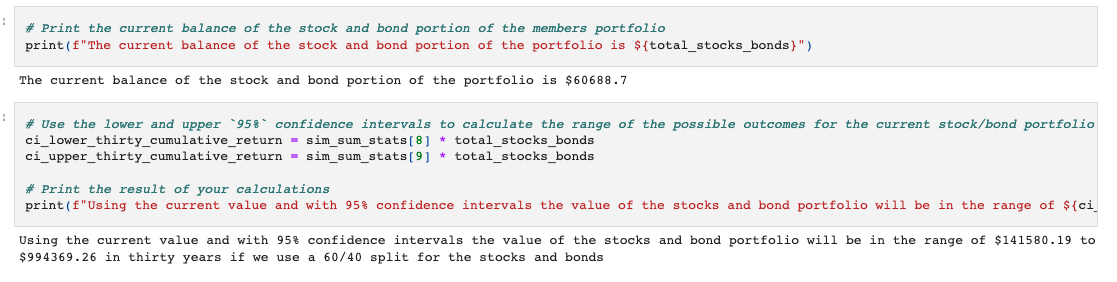 :
# Print the current balance of the stock and bond portion of the members portfolio
print(f"The current balance of the stock and bond portion of the portfolio is ${total_stocks_bonds}")
The current balance of the stock and bond portion of the portfolio is $60688.7
:
# Use the lower and upper `95%` confidence intervals to calculate the range of the possible outcomes for the current stock/bond portfolio
ci_lower_thirty_cumulative_return = sim_sum_stats[8] * total_stocks_bonds
ci_upper_thirty_cumulative_return = sim_sum_stats[9] * total_stocks_bonds
# Print the result of your calculations
print(f"Using the current value and with 95% confidence intervals the value of the stocks and bond portfolio will be in the range of ${ci_
Using the current value and with 95% confidence intervals the value of the stocks and bond portfolio will be in the range of $141580.19 to
$994369.26 in thirty years if we use a 60/40 split for the stocks and bonds